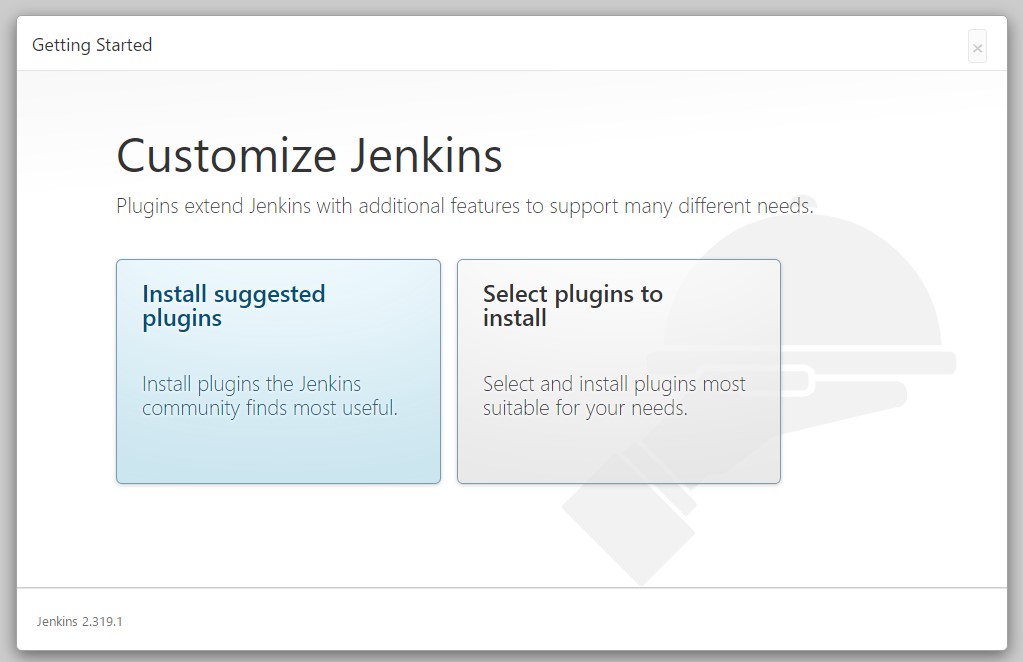 Getting Started
×
Customize Jenkins
Plugins extend Jenkins with additional features to support many different needs.
Install suggested
plugins
Install plugins the Jenkins
community finds most useful.
Select plugins to
install
Select and install plugins most
suitable for your needs.
Jenkins 2.319.1